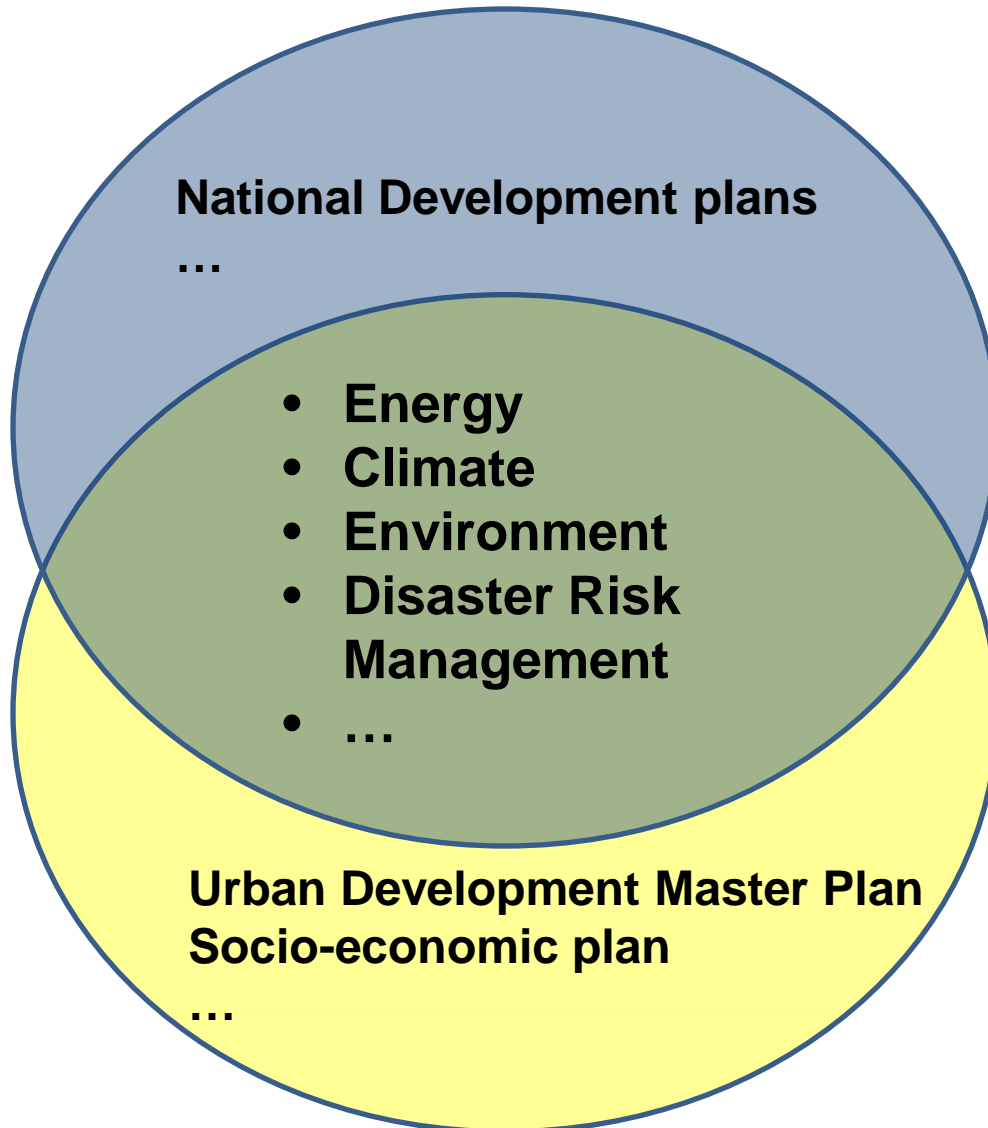 National Development plans
…
• Energy
• Climate
• Environment
• Disaster Risk
Management
• …
Urban Development Master Plan
Socio-economic plan
…